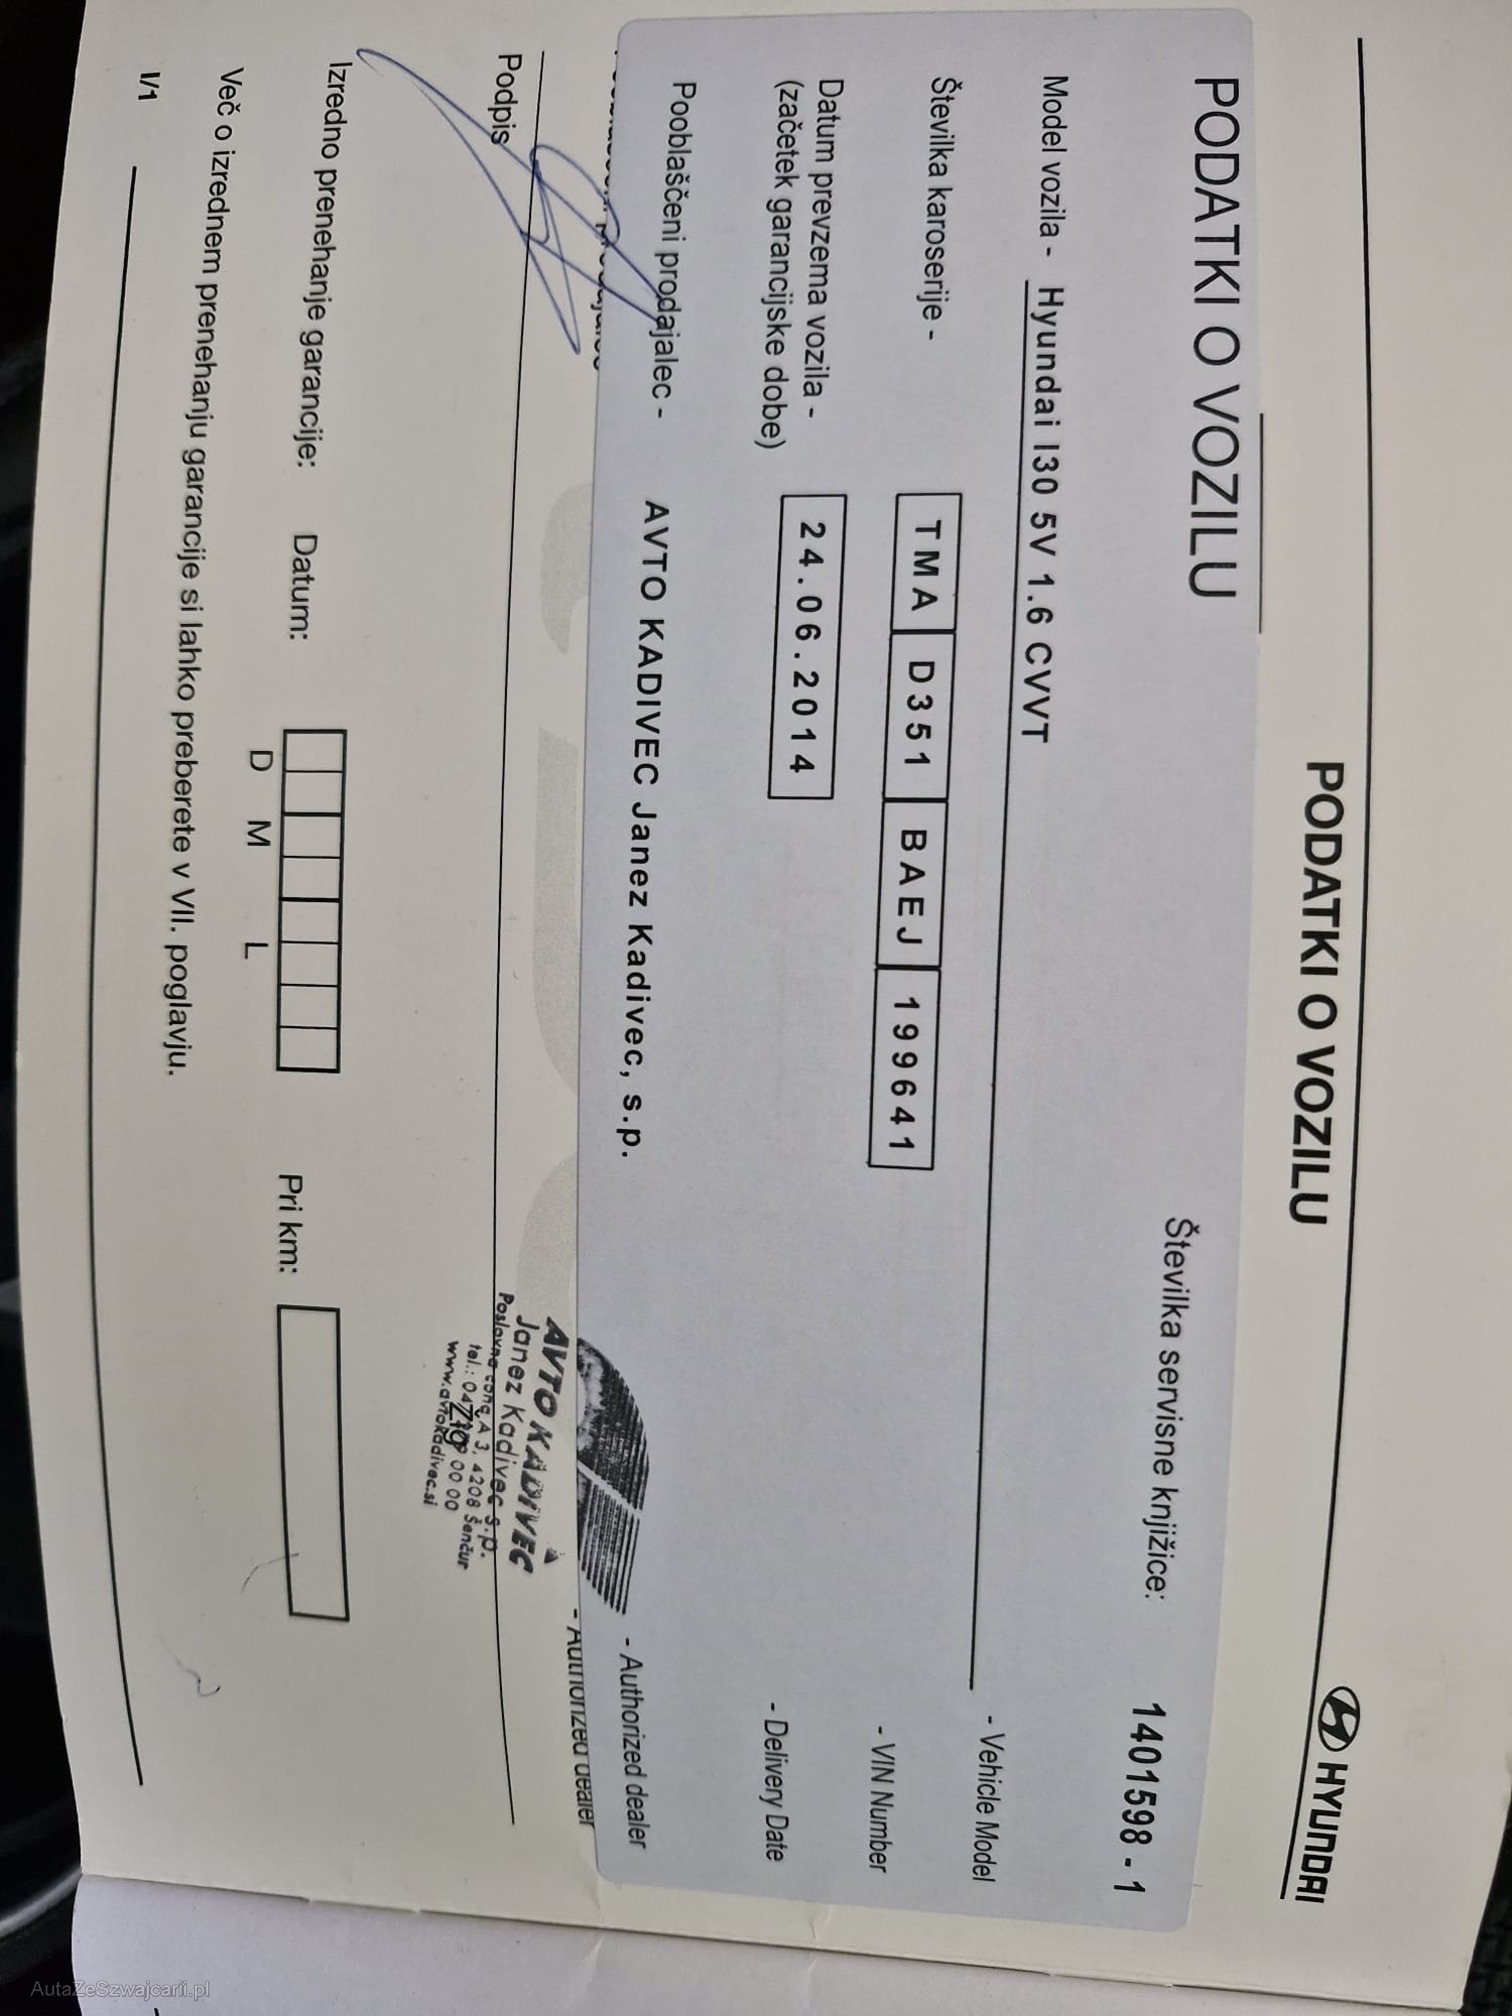 PODATKI O VOZILU
HYUNDAI
PODATKI O VOZILU
Številka servisne knjižice: 1401598 - 1
Model vozila - Hyundai I30 5V 1.6 CVVT - Vehicle Model
Številka karoserije - TMA D351 BAEJ 199641 - VIN Number
Datum prevzema vozila - 24.06.2014 - Delivery Date
(začetek garancijske dobe)
Pooblaščeni prodajalec - AVTO KADIVEC Janez Kadivec, s.p. - Authorized dealer
- Authorized dealer
AVTO KADIVEC
Janez Kadivec s.p.
Poslovna cona A 3, 4208 Šenčur
00 00
www.avtokadivec.si
Podpis
Žig
Izredno prenehanje garancije: Datum: Pri km:
D M L
Več o izrednem prenehanju garancije si lahko preberete v VII. poglavju.
I/1
AutaZeSzwajcarii.pl